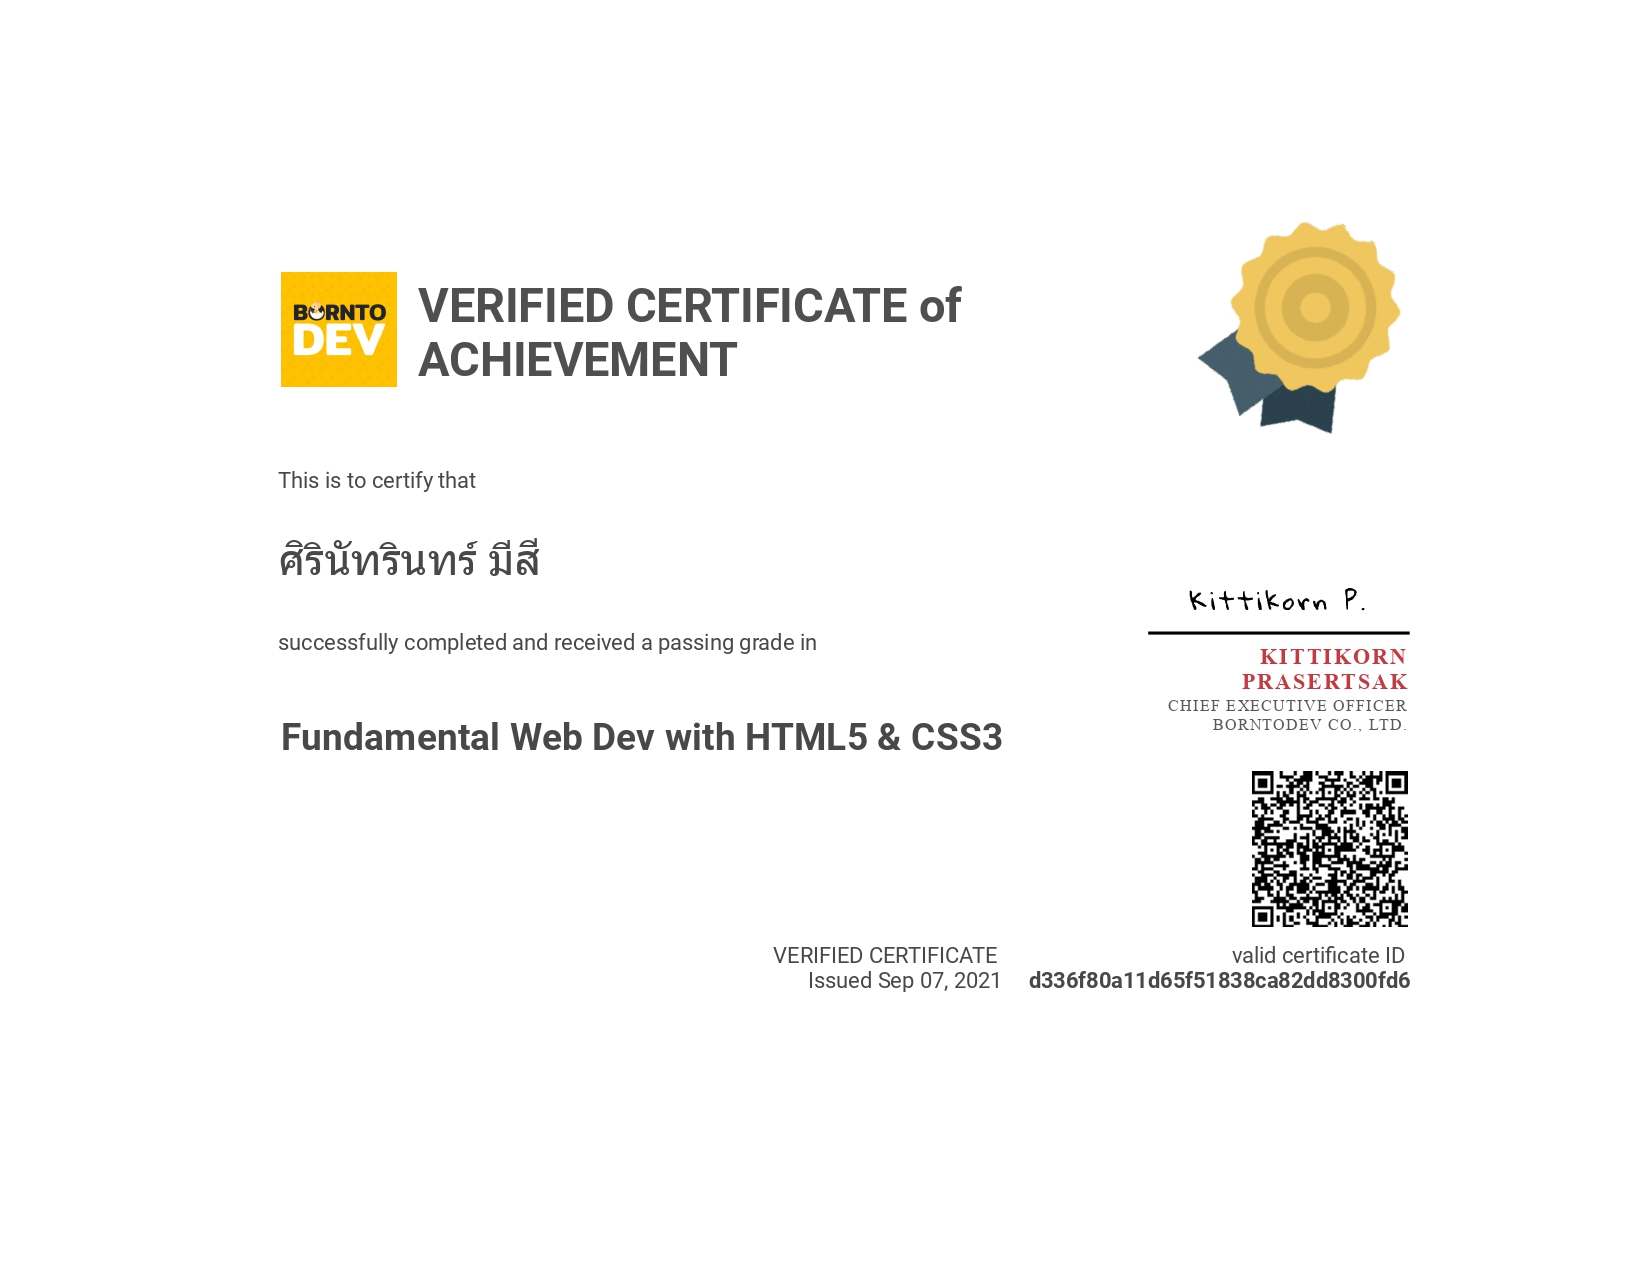 BORNTO
DEV
VERIFIED CERTIFICATE of
ACHIEVEMENT
This is to certify that
ศิรินัทรินทร์ มีสี
successfully completed and received a passing grade in
Fundamental Web Dev with HTML5 & CSS3
Kittikorn P.
KITTIKORN
PRASERTSAK
CHIEF EXECUTIVE OFFICER
BORNTODEV CO., LTD.
VERIFIED CERTIFICATE
Issued Sep 07, 2021
valid certificate ID
d336f80a11d65f51838ca82dd8300fd6